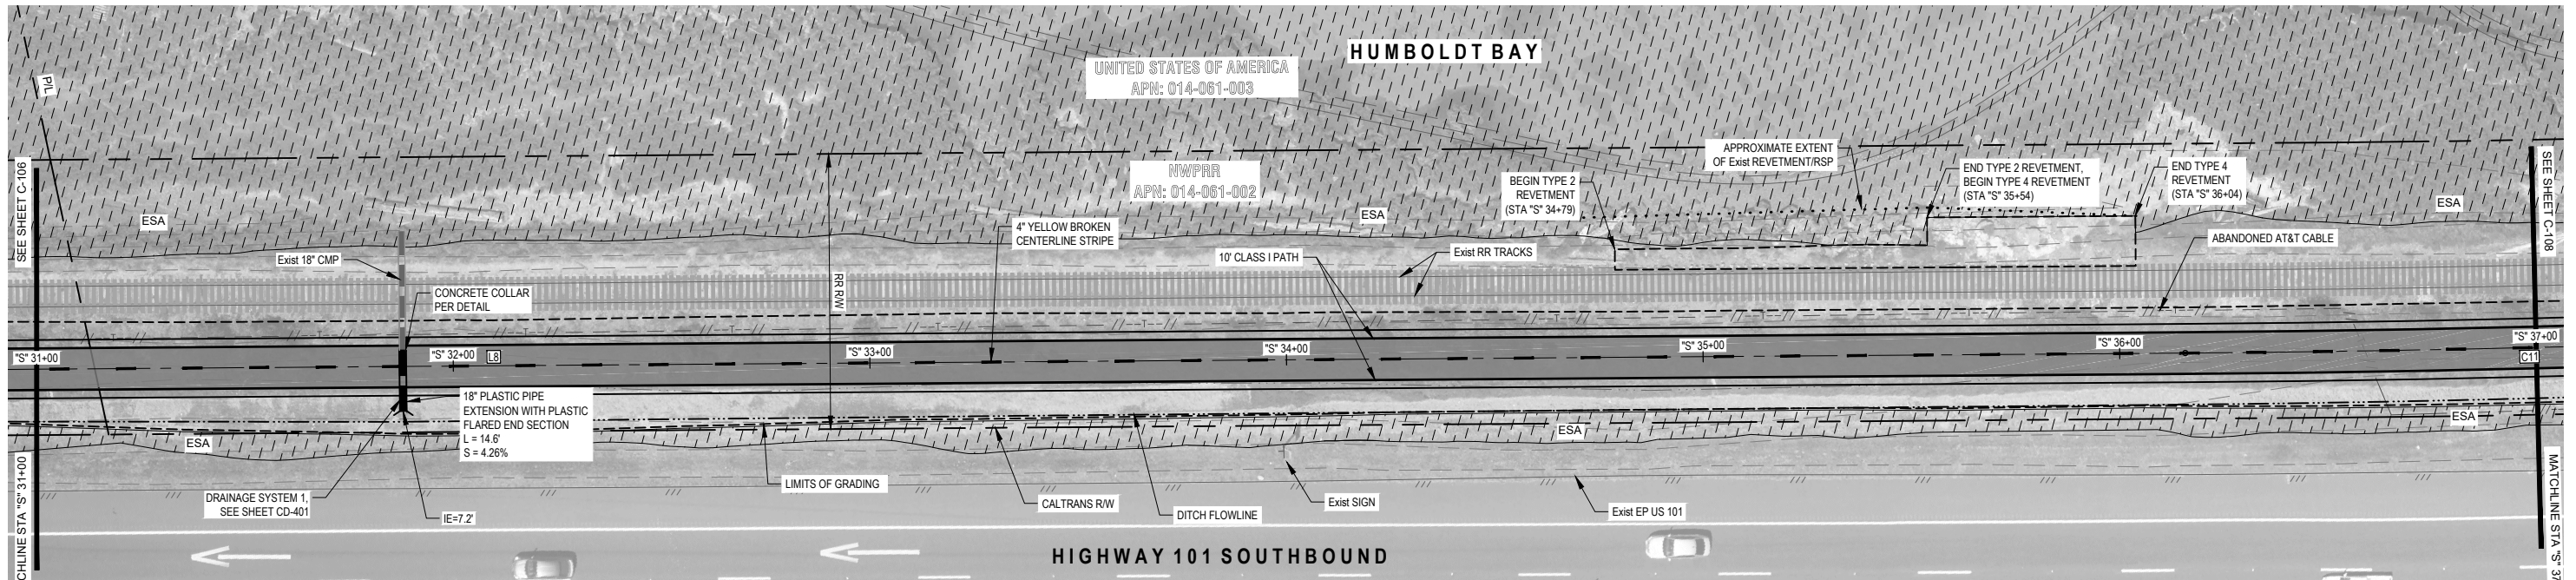 HUMBOLDT BAY
UNITED STATES OF AMERICA
APN: 014-061-003
P/L
NWPRR
APN: 014-061-002
APPROXIMATE EXTENT
OF Exist REVETMENT/RSP
BEGIN TYPE 2
REVETMENT
(STA "S" 34+79)
END TYPE 2 REVETMENT,
BEGIN TYPE 4 REVETMENT
(STA "S" 35+54)
END TYPE 4
REVETMENT
(STA "S" 36+04)
SEE SHEET C-106
SEE SHEET C-108
ESA
ESA
ESA
4" YELLOW BROKEN
CENTERLINE STRIPE
ABANDONED AT&T CABLE
Exist 18" CMP
10' CLASS I PATH
Exist RR TRACKS
CONCRETE COLLAR
PER DETAIL
RR R/W
"S" 31+00
"S" 32+00
L8
"S" 33+00
"S" 34+00
"S" 35+00
"S" 36+00
"S" 37+00
C11
18" PLASTIC PIPE
EXTENSION WITH PLASTIC
FLARED END SECTION
L = 14.6'
S = 4.26%
ESA
ESA
ESA
LIMITS OF GRADING
DRAINAGE SYSTEM 1,
SEE SHEET CD-401
IE=7.2'
CALTRANS R/W
DITCH FLOWLINE
Exist SIGN
Exist EP US 101
CHLINE STA "S" 31+00
MATCHLINE STA "S" 37
HIGHWAY 101 SOUTHBOUND